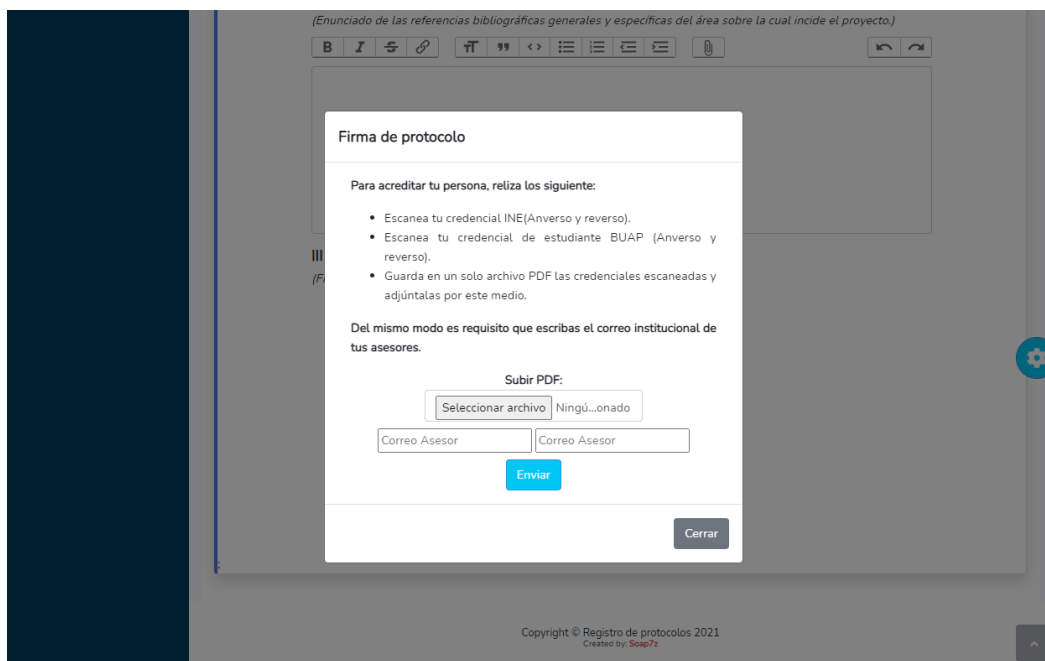 (Enunciado de las referencias bibliográficas generales y específicas del área sobre la cual incide el proyecto.)
Firma de protocolo
Para acreditar tu persona, reliza los siguiente:
Escanea tu credencial INE(Anverso y reverso).
Escanea tu credencial de estudiante BUAP (Anverso y
reverso).
III
Guarda en un solo archivo PDF las credenciales escaneadas y
adjúntalas por este medio.
Del mismo modo es requisito que escribas el correo institucional de
tus asesores.
Subir PDF:
Seleccionar archivo Ningú...onado
Correo Asesor Correo Asesor
Enviar
Cerrar
Copyright © Registro de protocolos 2021
Created by: Soap7z